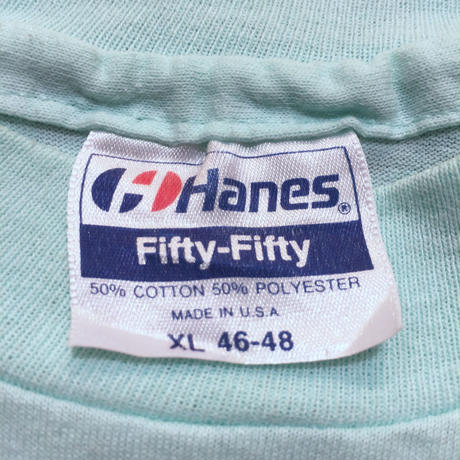 Hanes®
Fifty-Fifty
50% COTTON 50% POLYESTER
MADE IN U.S.A.
XL 46-48